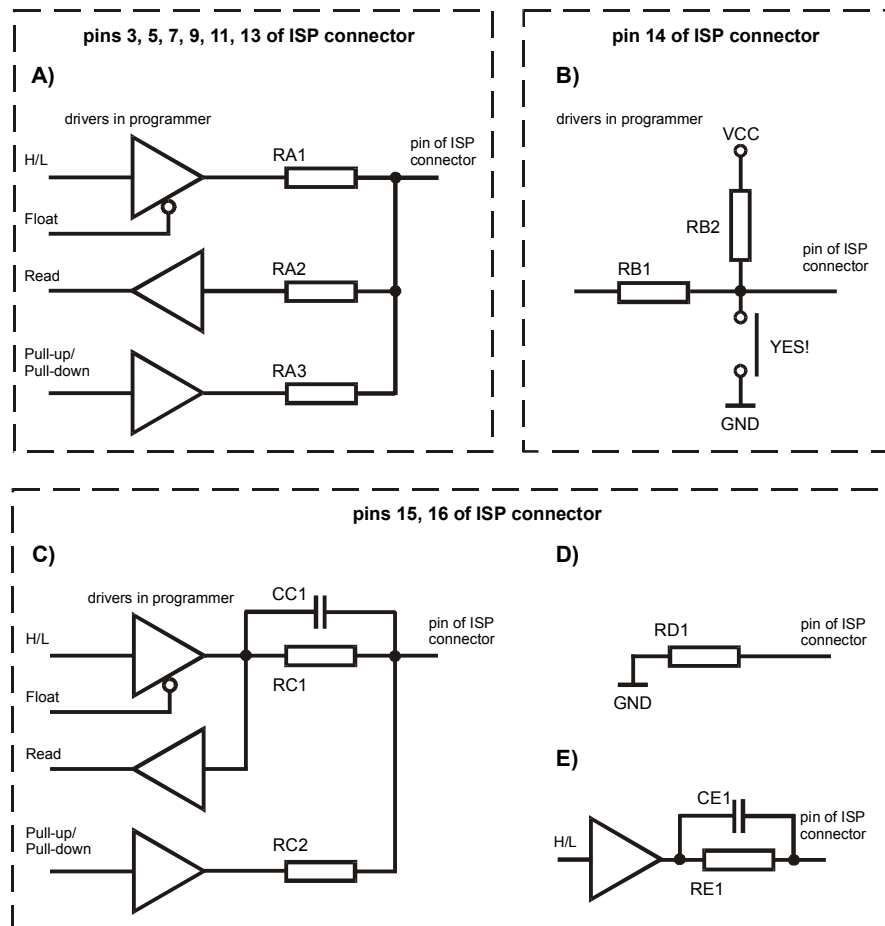 pins 3, 5, 7, 9, 11, 13 of ISP connector
A)
drivers in programmer
H/L
RA1
pin of ISP
connector
Float
Read
RA2
Pull-up/
Pull-down
RA3
pin 14 of ISP connector
B)
drivers in programmer
VCC
RB2
pin of ISP
connector
RB1
YES!
GND
pins 15, 16 of ISP connector
C)
drivers in programmer
CC1
pin of ISP
connector
H/L
RC1
Float
Read
Pull-up/
Pull-down
RC2
D)
RD1
pin of ISP
connector
GND
E)
CE1
pin of ISP
connector
H/L
RE1